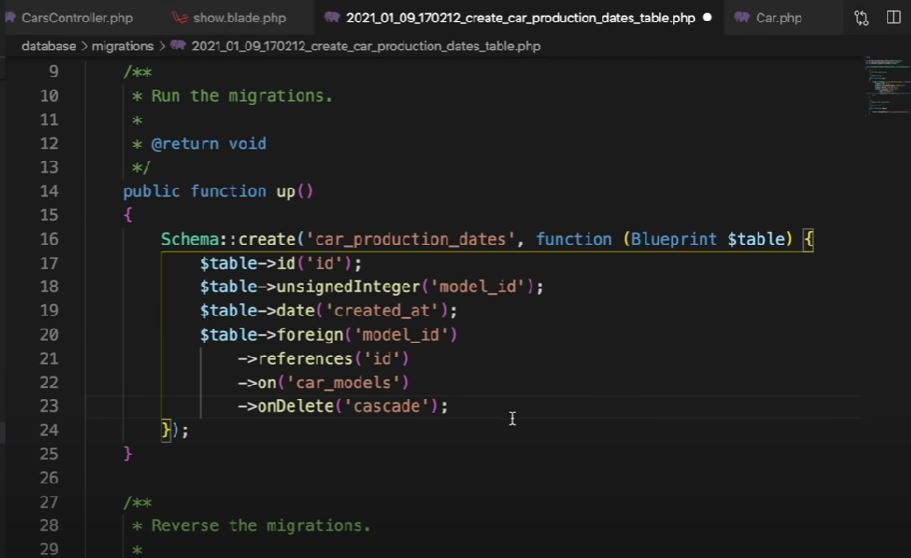 CarsController.php
show.blade.php
2021_01_09_170212_create_car_production_dates_table.php
Car.php
database > migrations > 2021_01_09_170212_create_car_production_dates_table.php
9 /**
10 * Run the migrations.
11 *
12 * @return void
13 */
14 public function up()
15 {
16 Schema::create('car_production_dates', function (Blueprint $table) {
17 $table->id('id');
18 $table->unsignedInteger('model_id');
19 $table->date('created_at');
20 $table->foreign('model_id')
21 ->references('id')
22 ->on('car_models')
23 ->onDelete('cascade');
24 });
25 }
26
27 /**
28 * Reverse the migrations.
29 *